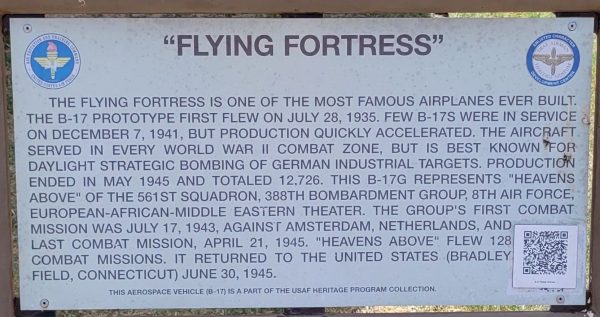 "FLYING FORTRESS"
THE FLYING FORTRESS IS ONE OF THE MOST FAMOUS AIRPLANES EVER BUILT.
THE B-17 PROTOTYPE FIRST FLEW ON JULY 28, 1935. FEW B-17S WERE IN SERVICE
ON DECEMBER 7, 1941, BUT PRODUCTION QUICKLY ACCELERATED. THE AIRCRAFT
SERVED IN EVERY WORLD WAR II COMBAT ZONE, BUT IS BEST KNOWN FOR
DAYLIGHT STRATEGIC BOMBING OF GERMAN INDUSTRIAL TARGETS. PRODUCTION
ENDED IN MAY 1945 AND TOTALED 12,726. THIS B-17G REPRESENTS "HEAVENS
ABOVE" OF THE 561ST SQUADRON, 388TH BOMBARDMENT GROUP, 8TH AIR FORCE,
EUROPEAN-AFRICAN-MIDDLE EASTERN THEATER. THE GROUP'S FIRST COMBAT
MISSION WAS JULY 17, 1943, AGAINST AMSTERDAM, NETHERLANDS, AND
LAST COMBAT MISSION, APRIL 21, 1945. "HEAVENS ABOVE" FLEW 128
COMBAT MISSIONS. IT RETURNED TO THE UNITED STATES (BRADLEY
FIELD, CONNECTICUT) JUNE 30, 1945.
THIS AEROSPACE VEHICLE (B-17) IS A PART OF THE USAF HERITAGE PROGRAM COLLECTION.